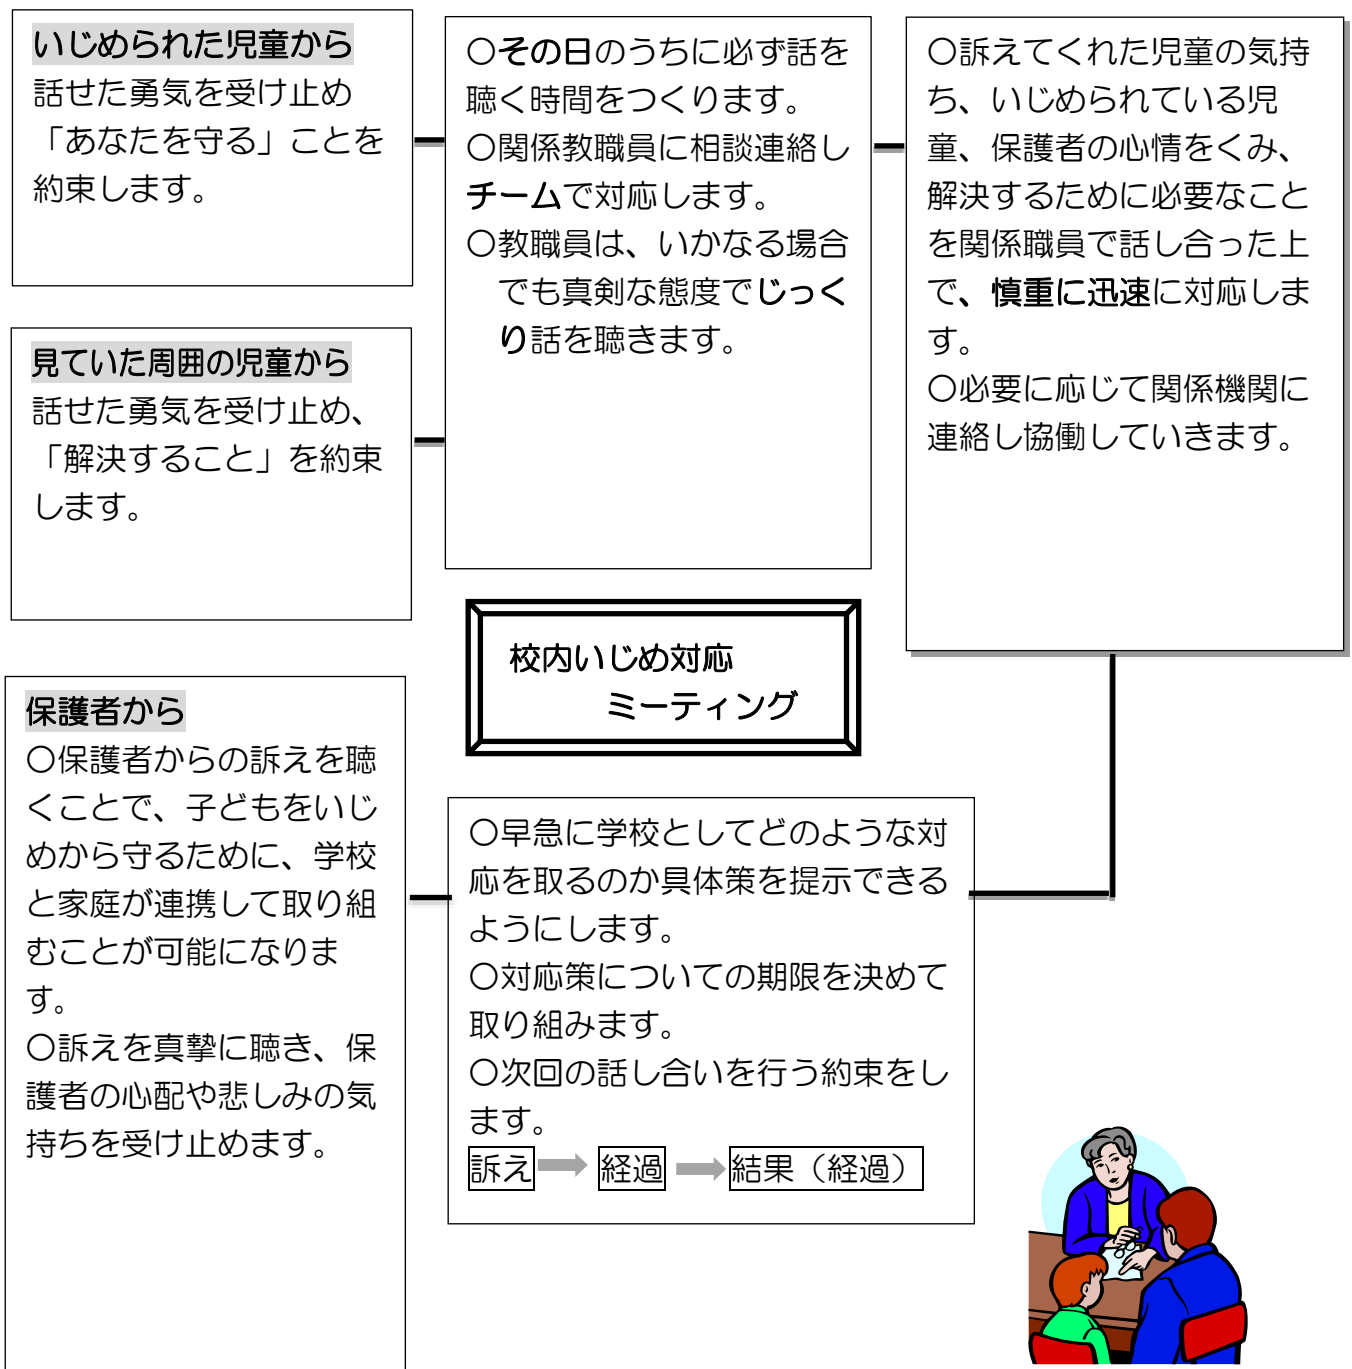 いじめられた児童から
話せた勇気を受け止め
「あなたを守る」ことを
約束します。
見ていた周囲の児童から
話せた勇気を受け止め、
「解決すること」を約束
します。
〇その日のうちに必ず話を
聴く時間をつくります。
〇関係教職員に相談連絡し
チームで対応します。
〇教職員は、いかなる場合
でも真剣な態度でじっく
り話を聴きます。
〇訴えてくれた児童の気持
ち、いじめられている児
童、保護者の心情をくみ、
解決するために必要なこと
を関係職員で話し合った上
で、慎重に迅速に対応しま
す。
〇必要に応じて関係機関に
連絡し協働していきます。
校内いじめ対応
ミーティング
保護者から
〇保護者からの訴えを聴
くことで、子どもをいじ
めから守るために、学校
と家庭が連携して取り組
むことが可能になりま
す。
〇訴えを真摯に聴き、保
護者の心配や悲しみの気
持ちを受け止めます。
〇早急に学校としてどのような対
応を取るのか具体策を提示できる
ようにします。
〇対応策についての期限を決めて
取り組みます。
〇次回の話し合いを行う約束をし
ます。
訴え 経過 結果（経過）